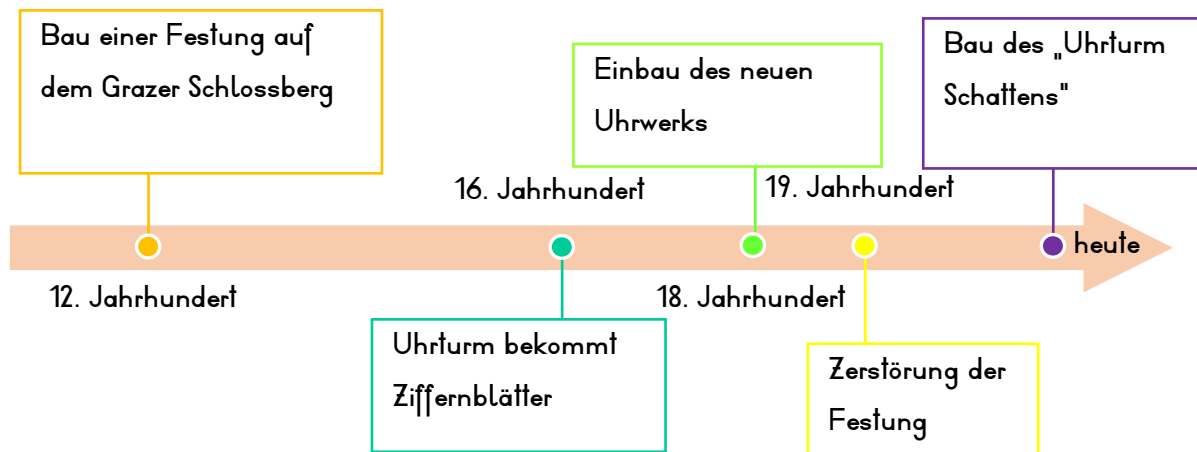 Bau einer Festung auf
dem Grazer Schlossberg
Einbau des neuen
Uhrwerks
Bau des „Uhrturm
Schattens"
16. Jahrhundert
19. Jahrhundert
heute
12. Jahrhundert
18. Jahrhundert
Uhrturm bekommt
Ziffernblätter
Zerstörung der
Festung